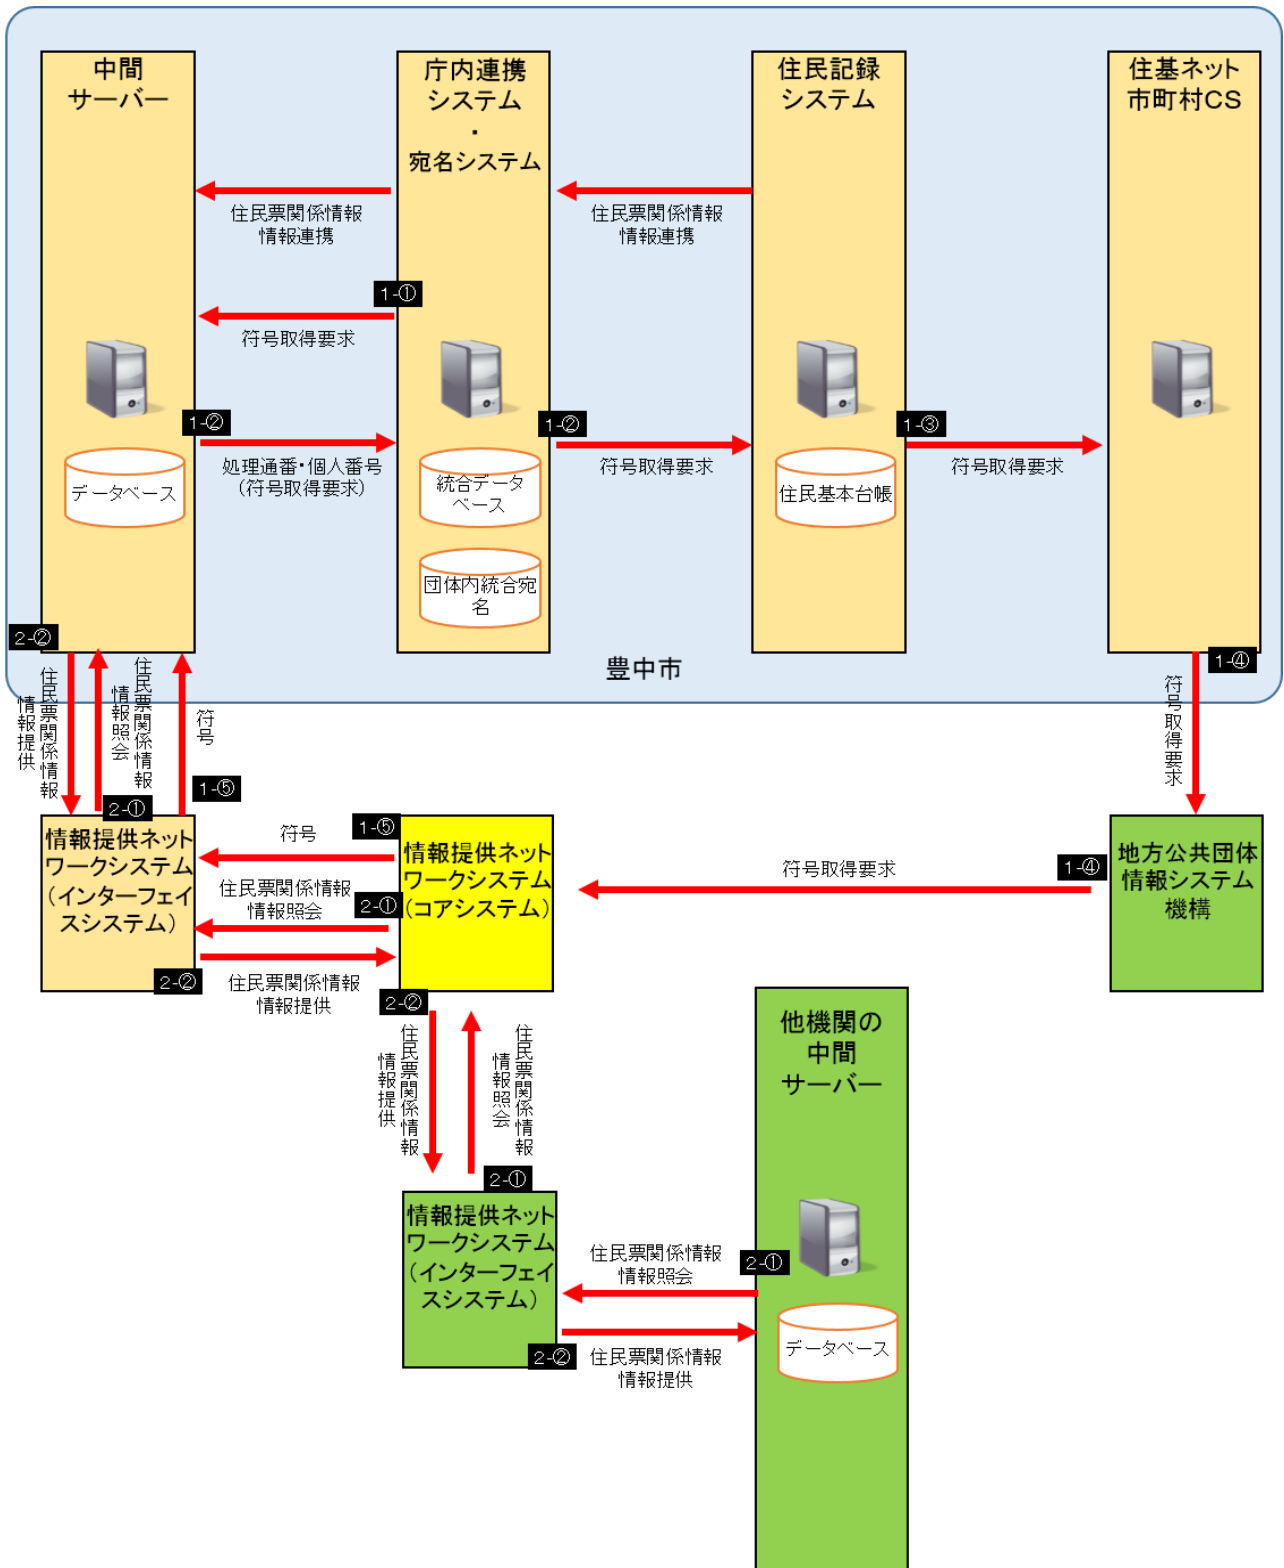 中間
サーバー
庁内連携
システム
・
宛名システム
住民記録
システム
住基ネット
市町村CS
住民票関係情報
情報連携
住民票関係情報
情報連携
1-①
符号取得要求
1-②
処理通番・個人番号
(符号取得要求)
1-②
符号取得要求
1-③
符号取得要求
データベース
統合データ
ベース
団体内統合宛
名
住民基本台帳
豊中市
2-②
住民票関係情報
情報提供
住民票関係情報
情報照会
符号
1-⑤
2-①
1-④
符号取得要求
情報提供ネット
ワークシステム
(インターフェイ
スシステム)
1-⑤
符号
住民票関係情報
情報照会
2-①
2-②
住民票関係情報
情報提供
情報提供ネット
ワークシステム
(コアシステム)
符号取得要求
1-④
地方公共団体
情報システム
機構
2-②
住民票関係情報
情報提供
住民票関係情報
情報照会
2-①
情報提供ネット
ワークシステム
(インターフェイ
スシステム)
住民票関係情報
情報照会
2-①
2-②
住民票関係情報
情報提供
他機関の
中間
サーバー
データベース